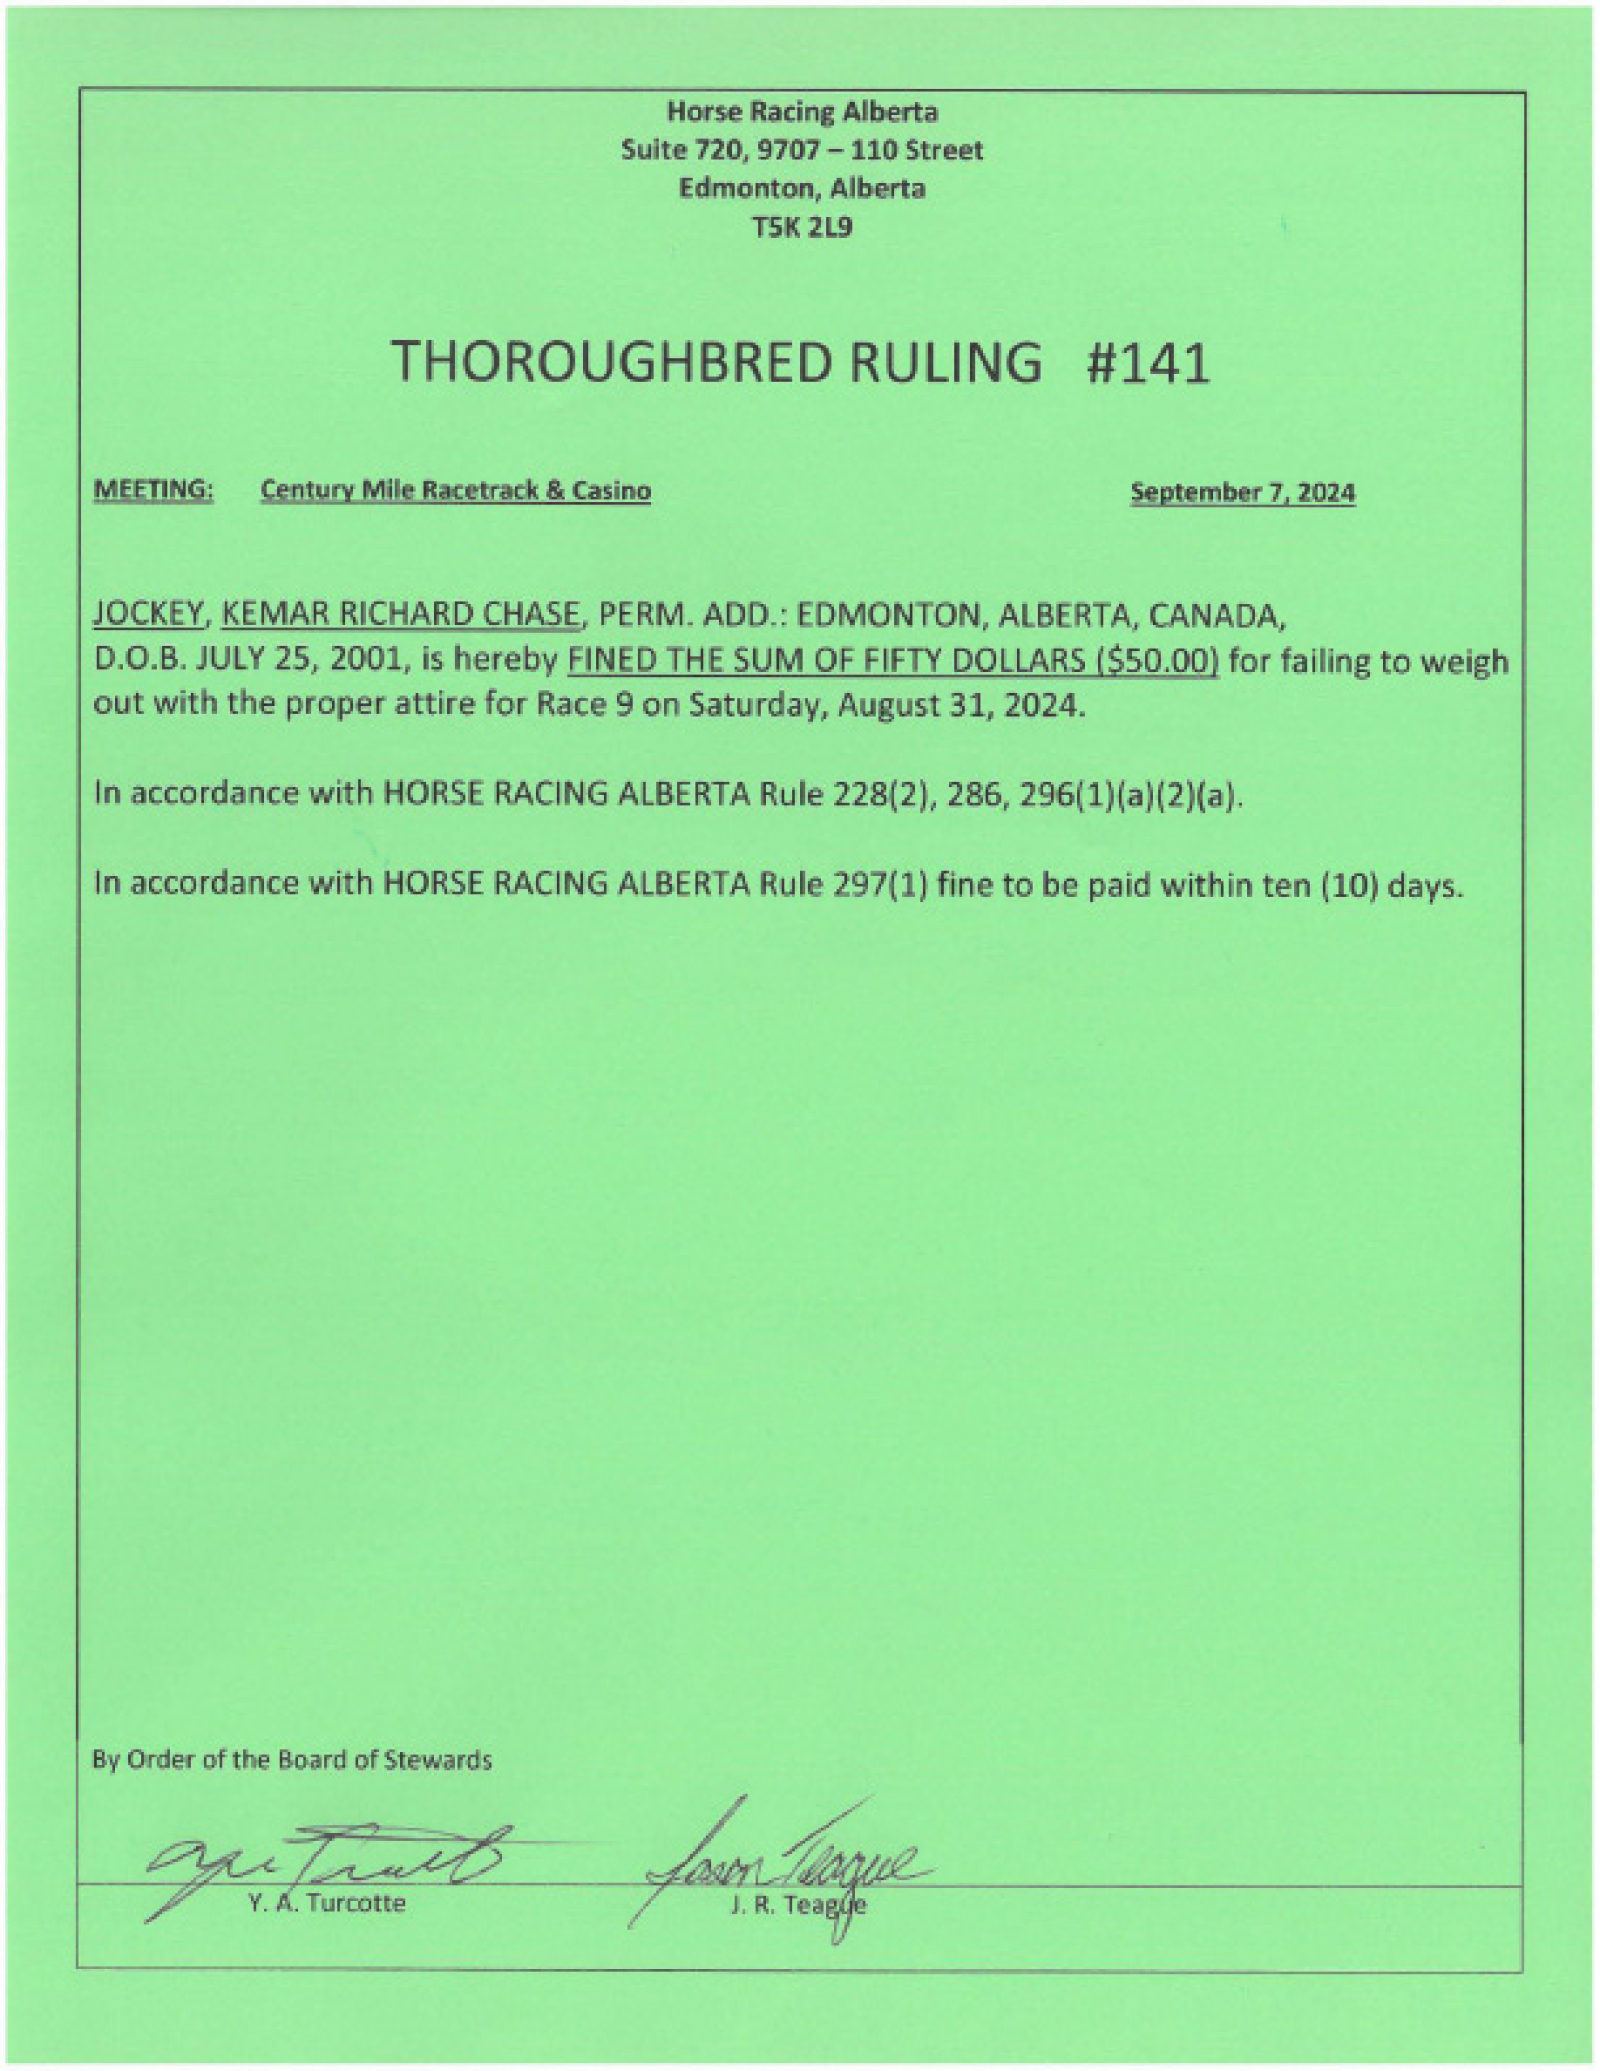 Horse Racing Alberta
Suite 720, 9707 – 110 Street
Edmonton, Alberta
T5K 2L9
THOROUGHBRED RULING #141
MEETING: Century Mile Racetrack & Casino September 7, 2024
JOCKEY, KEMAR RICHARD CHASE, PERM. ADD.: EDMONTON, ALBERTA, CANADA,
D.O.B. JULY 25, 2001, is hereby FINED THE SUM OF FIFTY DOLLARS ($50.00) for failing to weigh
out with the proper attire for Race 9 on Saturday, August 31, 2024.
In accordance with HORSE RACING ALBERTA Rule 228(2), 286, 296(1)(a)(2)(a).
In accordance with HORSE RACING ALBERTA Rule 297(1) fine to be paid within ten (10) days.
By Order of the Board of Stewards
Jason Teague
Y. A. Turcotte J. R. Teague